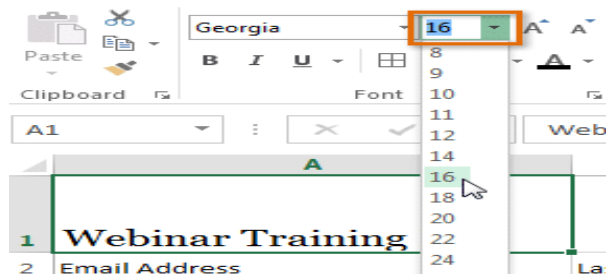 Georgia 16 A A
Paste B I U A 8
9
Clipboard Font 10
11
A1 12 Web
14
A 16
18
20
1 Webinar Training 22
2 Email Address 24 La